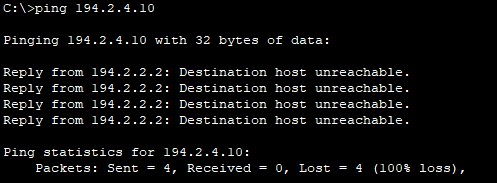 C:\>ping 194.2.4.10
Pinging 194.2.4.10 with 32 bytes of data:
Reply from 194.2.2.2: Destination host unreachable.
Reply from 194.2.2.2: Destination host unreachable.
Reply from 194.2.2.2: Destination host unreachable.
Reply from 194.2.2.2: Destination host unreachable.
Ping statistics for 194.2.4.10:
    Packets: Sent = 4, Received = 0, Lost = 4 (100% loss),